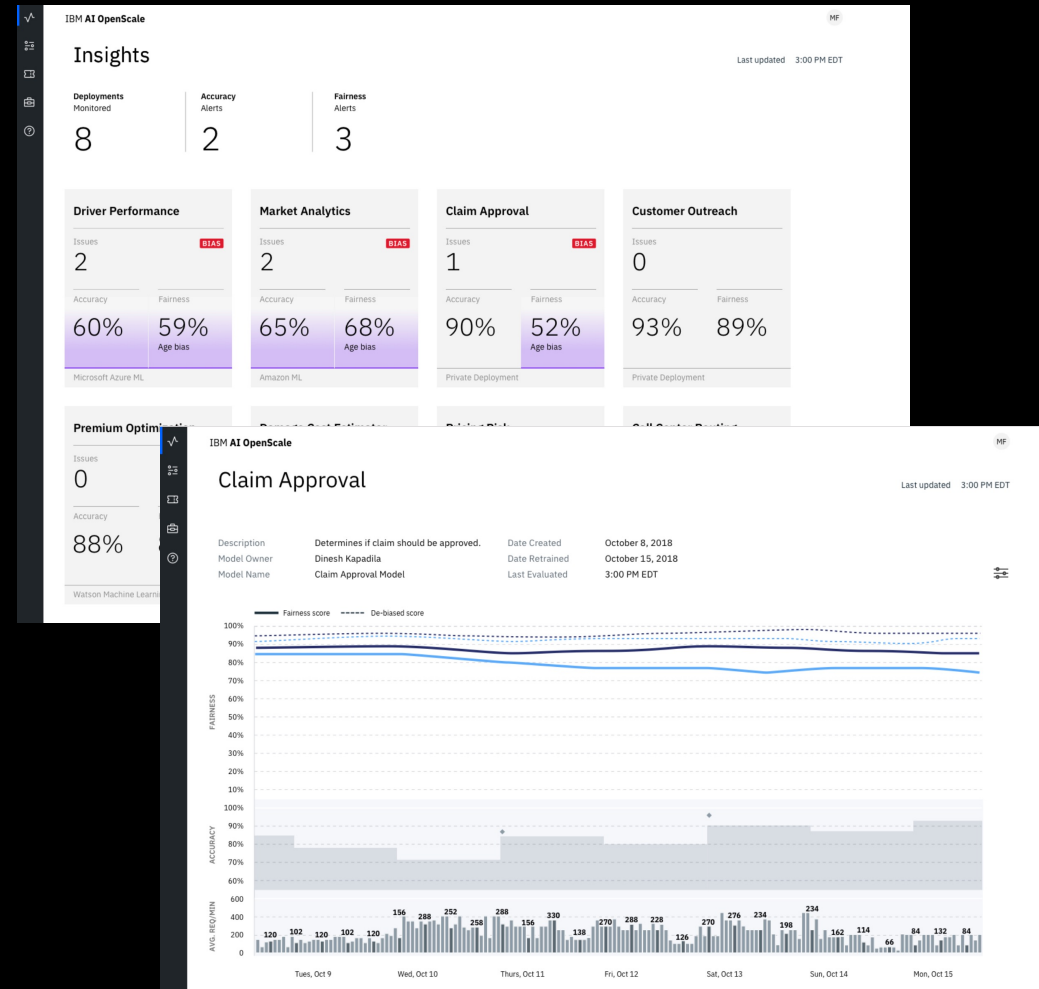 IBM AI OpenScale
MF
Insights
Last updated 3:00 PM EDT
Deployments
Monitored
8
Accuracy
Alerts
2
Fairness
Alerts
3
Driver Performance
Issues
BIAS
2
Accuracy
Fairness
60%
59%
Age bias
Microsoft Azure ML
Market Analytics
Issues
BIAS
2
Accuracy
Fairness
65%
68%
Age bias
Amazon ML
Claim Approval
Issues
BIAS
1
Accuracy
Fairness
90%
52%
Age bias
Private Deployment
Customer Outreach
Issues
0
Accuracy
Fairness
93%
89%
Private Deployment
Premium
Issues
0
Accuracy
88%
Watson Machine
IBM AI OpenScale
MF
Claim Approval
Last updated 3:00 PM EDT
Description Determines if claim should be approved. Date Created October 8, 2018
Model Owner Dinesh Kapadila Date Retrained October 15, 2018
Model Name Claim Approval Model Last Evaluated 3:00 PM EDT
Fairness score De-biased score
FAIRNESS
100%
90%
80%
70%
60%
50%
40%
30%
20%
10%
ACCURACY
100%
90%
80%
70%
60%
AVG. REQ/MIN
600
400
200
0
120 102 120 102 120 156 288 252 258 288 156 330 138 270 288 228 126 270 276 234 198 234 162 114 66 84 132 84
Tues, Oct 9 Wed, Oct 10 Thurs, Oct 11 Fri, Oct 12 Sat, Oct 13 Sun, Oct 14 Mon, Oct 15